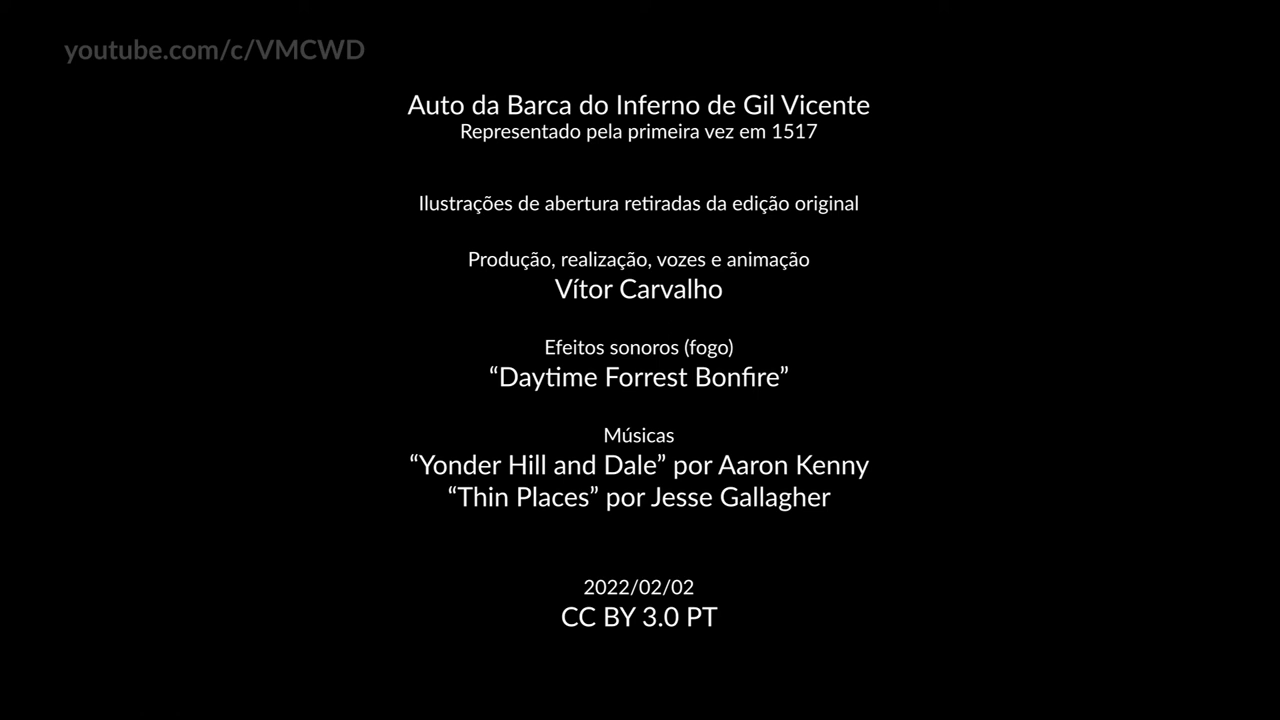 youtube.com/c/VMCWD
Auto da Barca do Inferno de Gil Vicente
Representado pela primeira vez em 1517
Ilustrações de abertura retiradas da edição original
Produção, realização, vozes e animação
Vítor Carvalho
Efeitos sonoros (fogo)
“Daytime Forrest Bonfire”
Músicas
“Yonder Hill and Dale” por Aaron Kenny
“Thin Places” por Jesse Gallagher
2022/02/02
CC BY 3.0 PT